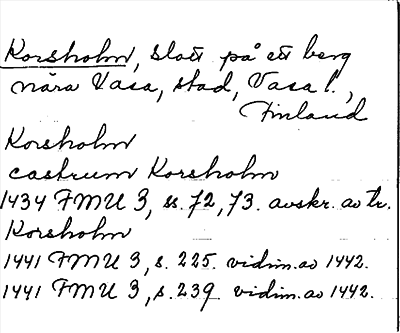 Korsholm, slott på ett berg
nära Vasa, stad, Vasa l.,
Finland
Korsholm
castrum Korsholm
1434 FMU 3, ss. 72, 73. avskr. av tr.
Korsholm
1441 FMU 3, s. 225. vidim. av 1442.
1441 FMU 3, s. 239. vidim. av 1442.